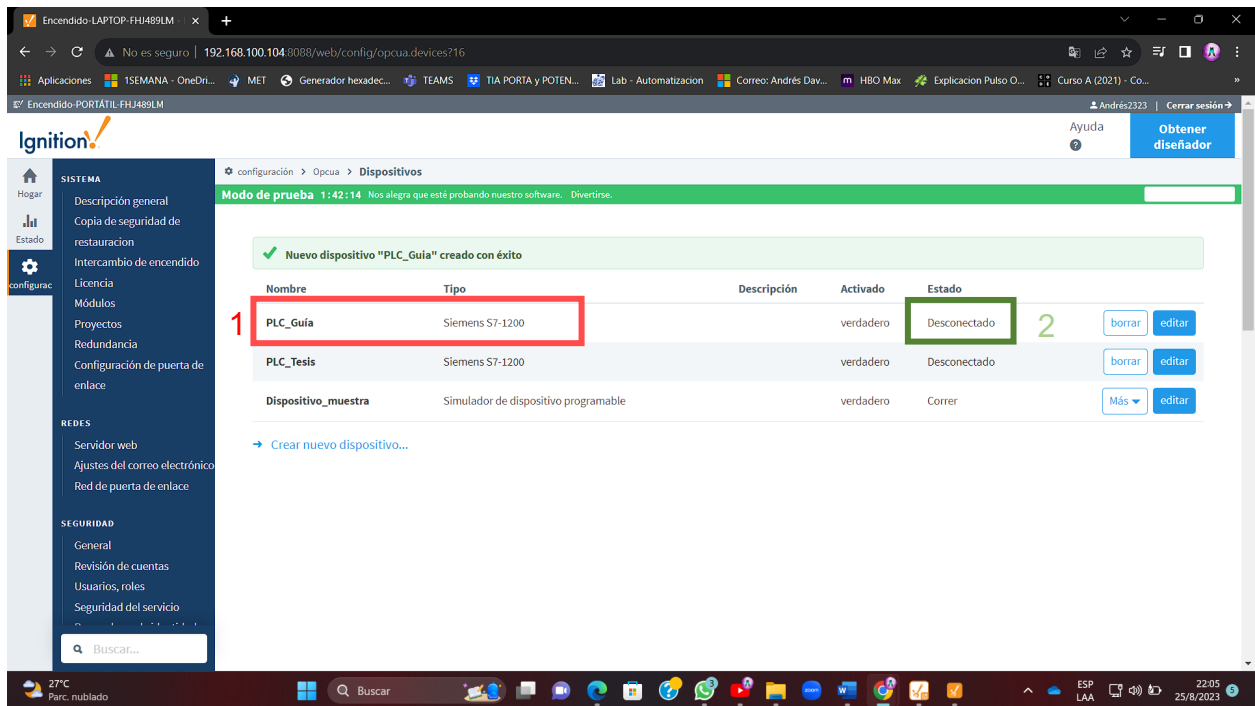 Encendido-LAPTOP-FHJ489LM - I
No es seguro | 192.168.100.104:8088/web/config/opcua.devices?16
Aplicaciones 1SEMANA - OneDri... MET Generador hexadec... TEAMS TIA PORTA y POTEN... Lab - Automatizacion Correo: Andrés Dav... HBO Max Explicacion Pulso O... Curso A (2021) - Co... »
Encendido-PORTÁTIL-FHJ489LM Andrés2323 | Cerrar sesión
Ignition!
Ayuda
Obtener
diseñador
Hogar
Estado
configurac
SISTEMA
Descripción general
Copia de seguridad de
restauracion
Intercambio de encendido
Licencia
Módulos
Proyectos
Redundancia
Configuración de puerta de
enlace
REDES
Servidor web
Ajustes del correo electrónico
Red de puerta de enlace
SEGURIDAD
General
Revisión de cuentas
Usuarios, roles
Seguridad del servicio
Buscar...
configuración > Opcua > Dispositivos
Modo de prueba 1:42:14 Nos alegra que esté probando nuestro software. Divertirse.
Nuevo dispositivo "PLC_Guia" creado con éxito
Nombre Tipo Descripción Activado Estado
1 PLC_Guía Siemens S7-1200 verdadero Desconectado 2 borrar editar
PLC_Tesis Siemens S7-1200 verdadero Desconectado borrar editar
Dispositivo_muestra Simulador de dispositivo programable verdadero Correr Más editar
Crear nuevo dispositivo...
27°C
Parc. nublado
Buscar
zoom
3
ESP
LAA
22:05
25/8/2023
5